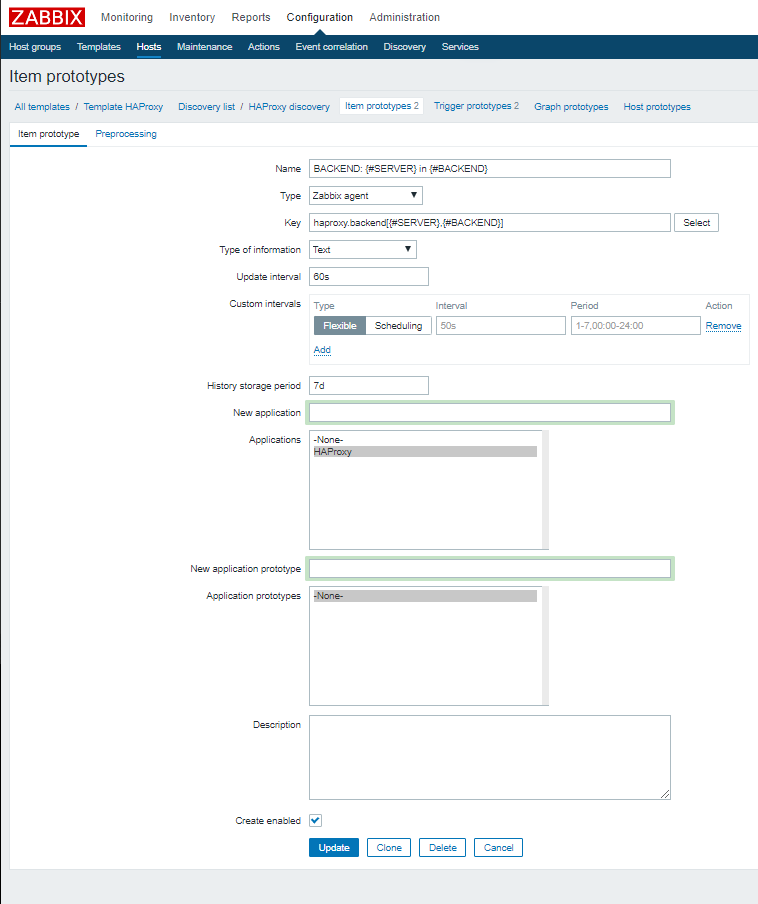 ZABBIX Monitoring Inventory Reports Configuration Administration
Host groups Templates Hosts Maintenance Actions Event correlation Discovery Services
Item prototypes
All templates / Template HAProxy Discovery list / HAProxy discovery Item prototypes 2 Trigger prototypes 2 Graph prototypes Host prototypes
Item prototype Preprocessing
Name BACKEND: {#SERVER} in {#BACKEND}
Type Zabbix agent
Key haproxy.backend[{#SERVER},{#BACKEND}] Select
Type of information Text
Update interval 60s
Custom intervals Type Interval Period Action
Flexible Scheduling 50s 1-7,00:00-24:00 Remove
Add
History storage period 7d
New application
Applications -None-
HAProxy
New application prototype
Application prototypes -None-
Description
Create enabled
Update Clone Delete Cancel